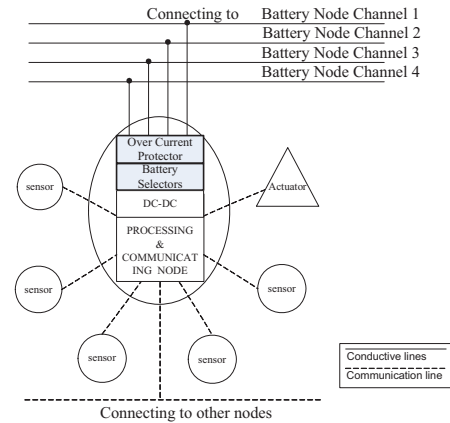 Connecting to Battery Node Channel 1
Battery Node Channel 2
Battery Node Channel 3
Battery Node Channel 4
Over Current
Protector
Battery
Selectors
DC-DC
PROCESSING
&
COMMUNICAT
ING NODE
sensor
Actuator
sensor
sensor
sensor
sensor
Conductive lines
Communication line
Connecting to other nodes